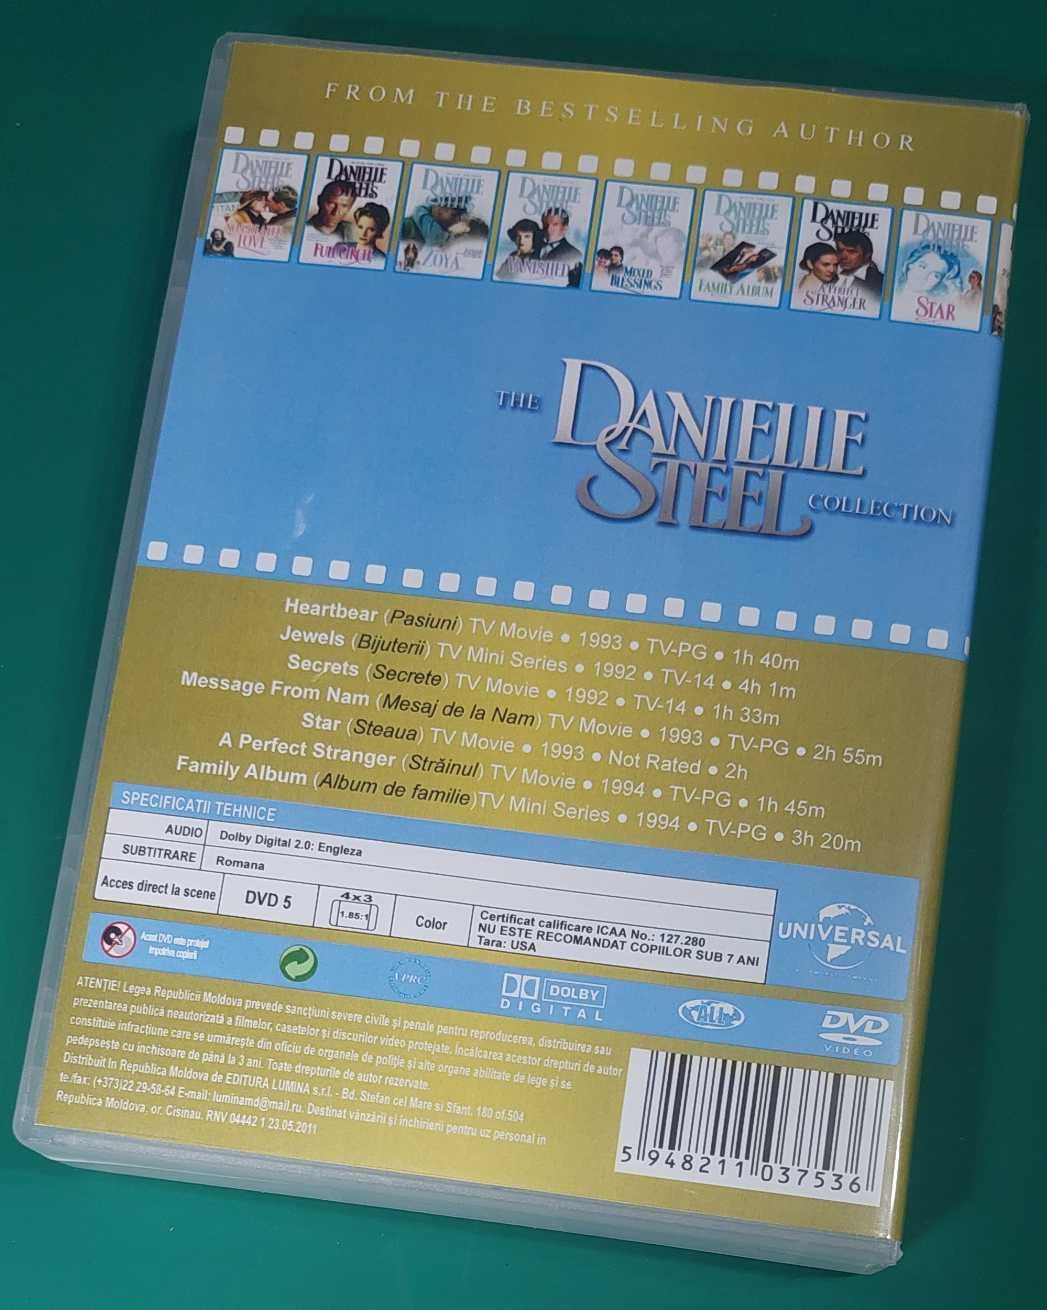 FROM THE BESTSELLING AUTHOR
DANIELLE STEEL'S
LOVE
DANIELLE STEEL'S
FULL CIRCLE
DANIELLE
ZOYA
DANIELLE
VANISHED
DANIELLE STEEL'S
MIXED BLESSINGS
DANIELLE STEEL'S
FAMILY ALBUM
DANIELLE STEEL'S
A PERFECT STRANGER
DANIELLE STEEL'S
STAR
THE DANIELLE STEEL COLLECTION
Heartbear (Pasiuni) TV Movie ● 1993 ● TV-PG ● 1h 40m
Jewels (Bijuterii) TV Mini Series ● 1992 ● TV-14 ● 4h 1m
Secrets (Secrete) TV Movie ● 1992 ● TV-14 ● 1h 33m
Message From Nam (Mesaj de la Nam) TV Movie ● 1993 ● TV-PG ● 2h 55m
Star (Steaua) TV Movie ● 1993 ● Not Rated ● 2h
A Perfect Stranger (Străinul) TV Movie ● 1994 ● TV-PG ● 1h 45m
Family Album (Album de familie)TV Mini Series ● 1994 ● TV-PG ● 3h 20m
SPECIFICATII TEHNICE
AUDIO Dolby Digital 2.0: Engleza
SUBTITRARE Romana
Acces direct la scene DVD 5 4x3 1.85:1 Color
Certificat calificare ICAA No.: 127.280
NU ESTE RECOMANDAT COPIILOR SUB 7 ANI
Tara: USA
UNIVERSAL
Acest DVD este protejat
impotriva copierii
VPRC
DOLBY
DIGITAL
ALL
DVD
VIDEO
ATENȚIE! Legea Republicii Moldova prevede sancțiuni severe civile și penale pentru reproducerea, distribuirea sau
prezentarea publică neautorizată a filmelor, casetelor și discurilor video protejate. Încălcarea acestor drepturi de autor
constituie infracțiune care se urmărește din oficiu de organele de poliție și alte organe abilitate de lege și se
pedepsește cu inchisoare de până la 3 ani. Toate drepturile de autor rezervate.
Distribuit în Republica Moldova de EDITURA LUMINA s.r.l. - Bd. Stefan cel Mare si Sfant, 180 of.504
te./fax: (+373)22 29-58-64 E-mail: luminamd@mail.ru. Destinat vânzării și închirierii pentru uz personal in
Republica Moldova, or. Cisinau. RNV 04442 1 23.05.2011
5 948211 037536